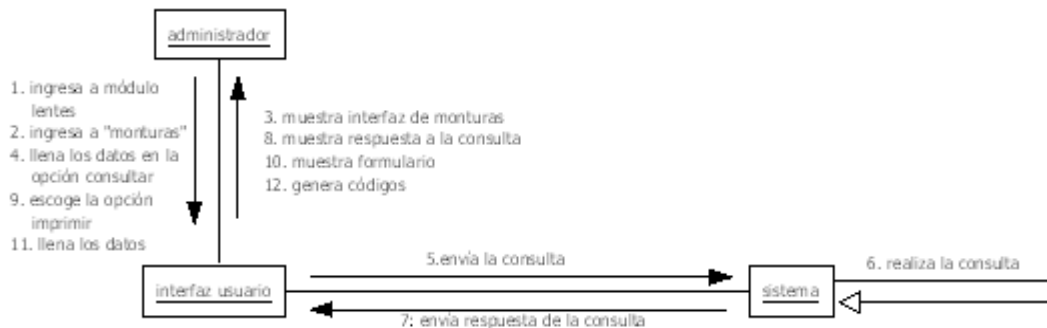 administrador
1. ingresa a módulo
lentes
2. ingresa a "monturas"
4. llena los datos en la
opción consultar
9. escoge la opción
imprimir
11. llena los datos
3. muestra interfaz de monturas
8. muestra respuesta a la consulta
10. muestra formulario
12. genera códigos
5.envía la consulta
6. realiza la consulta
interfaz usuario
sistema
7: envía respuesta de la consulta